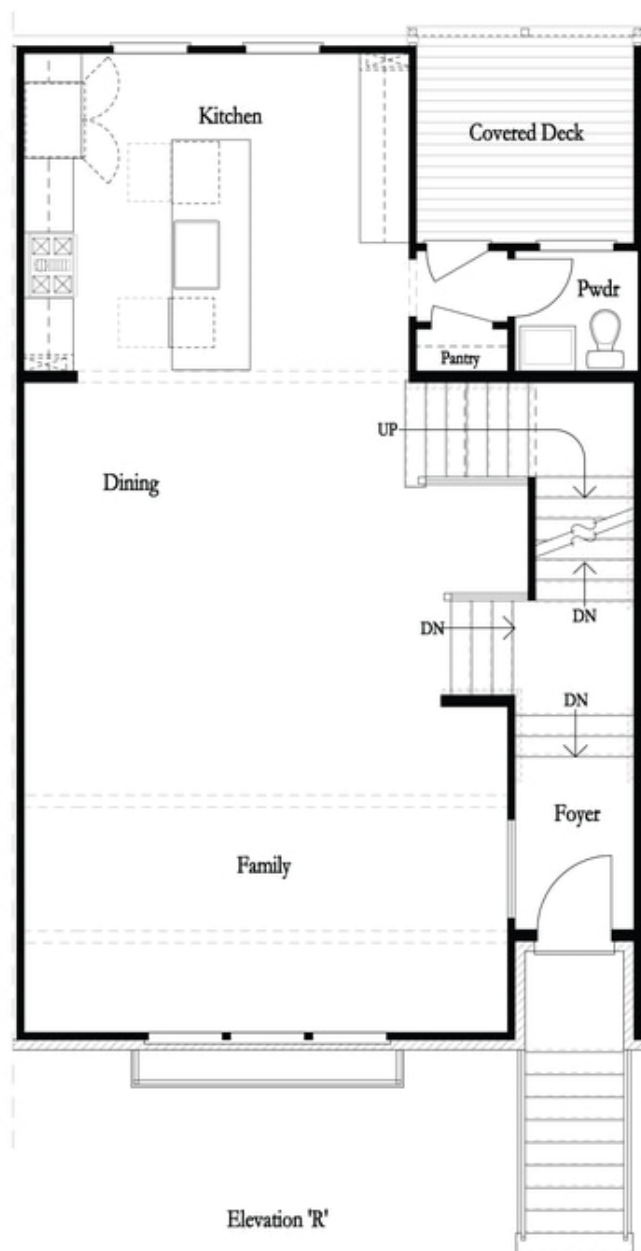 Kitchen
Covered Deck
Pwdr
Pantry
UP
Dining
DN
DN
DN
Foyer
Family
Elevation 'R'